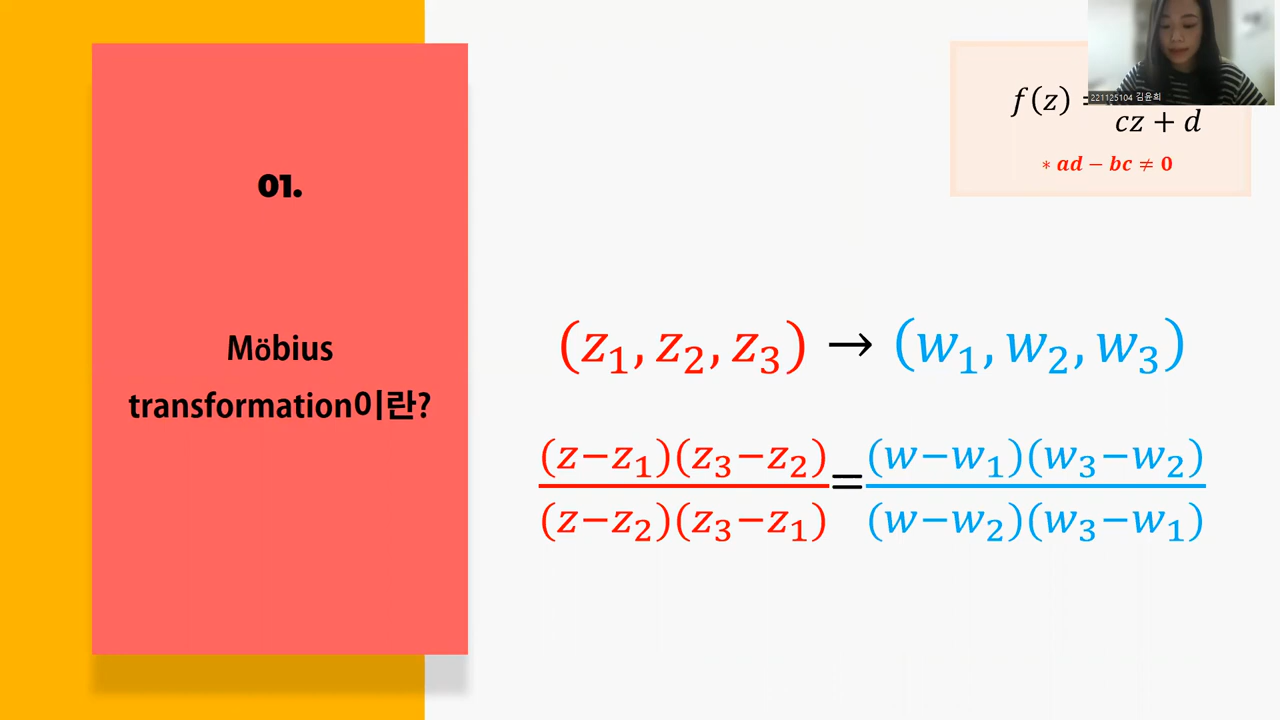 01.
Möbius
transformation이란?
f(z) =
cz + d
* ad − bc ≠ 0
221125104 김윤희
(z₁, z₂, z₃) → (w₁, w₂, w₃)
(z−z₁)(z₃−z₂) = (w−w₁)(w₃−w₂)
(z−z₂)(z₃−z₁) (w−w₂)(w₃−w₁)